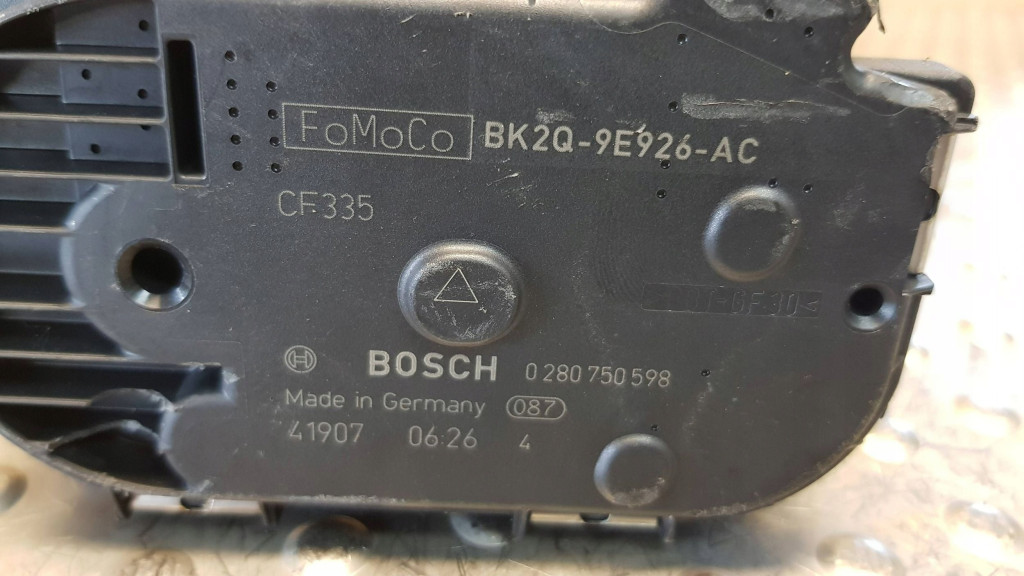 FoMoCo BK2Q-9E926-AC
CF335
BOSCH 0 280 750 598
Made in Germany 087
41907 06:26 4